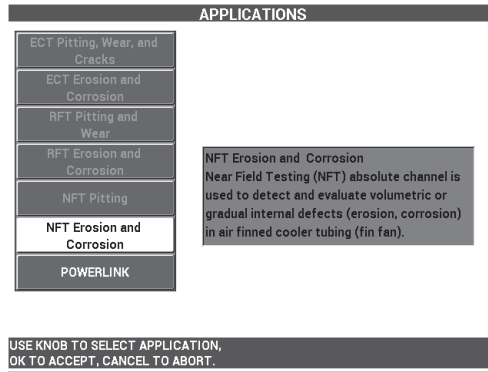 APPLICATIONS
ECT Pitting, Wear, and
Cracks
ECT Erosion and
Corrosion
RFT Pitting and
Wear
RFT Erosion and
Corrosion
NFT Pitting
NFT Erosion and
Corrosion
POWERLINK
NFT Erosion and Corrosion
Near Field Testing (NFT) absolute channel is
used to detect and evaluate volumetric or
gradual internal defects (erosion, corrosion)
in air finned cooler tubing (fin fan).
USE KNOB TO SELECT APPLICATION,
OK TO ACCEPT, CANCEL TO ABORT.